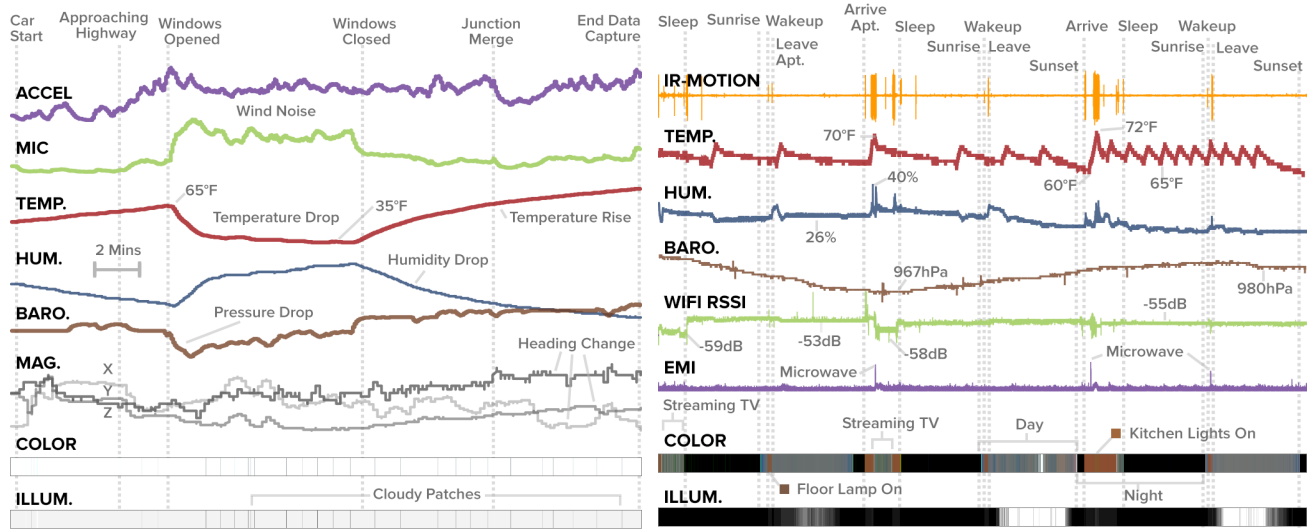 Car
Start
Approaching
Highway
Windows
Opened
Windows
Closed
Junction
Merge
End Data
Capture
ACCEL
Wind Noise
MIC
65°F
TEMP.
Temperature Drop
35°F
Temperature Rise
2 Mins
HUM.
Humidity Drop
BARO.
Pressure Drop
Heading Change
MAG.
X
Y
Z
COLOR
Cloudy Patches
ILLUM.
Sleep
Sunrise
Wakeup
Leave
Apt.
Arrive
Apt.
Sleep
Wakeup
Sunrise
Leave
Sunset
Arrive
Sleep
Wakeup
Sunrise
Leave
Sunset
IR-MOTION
TEMP.
70°F
72°F
60°F
65°F
HUM.
40%
26%
BARO.
967hPa
980hPa
WIFI RSSI
-59dB
-53dB
-58dB
-55dB
EMI
Microwave
Microwave
Streaming TV
Streaming TV
Day
Kitchen Lights On
COLOR
Floor Lamp On
Night
ILLUM.